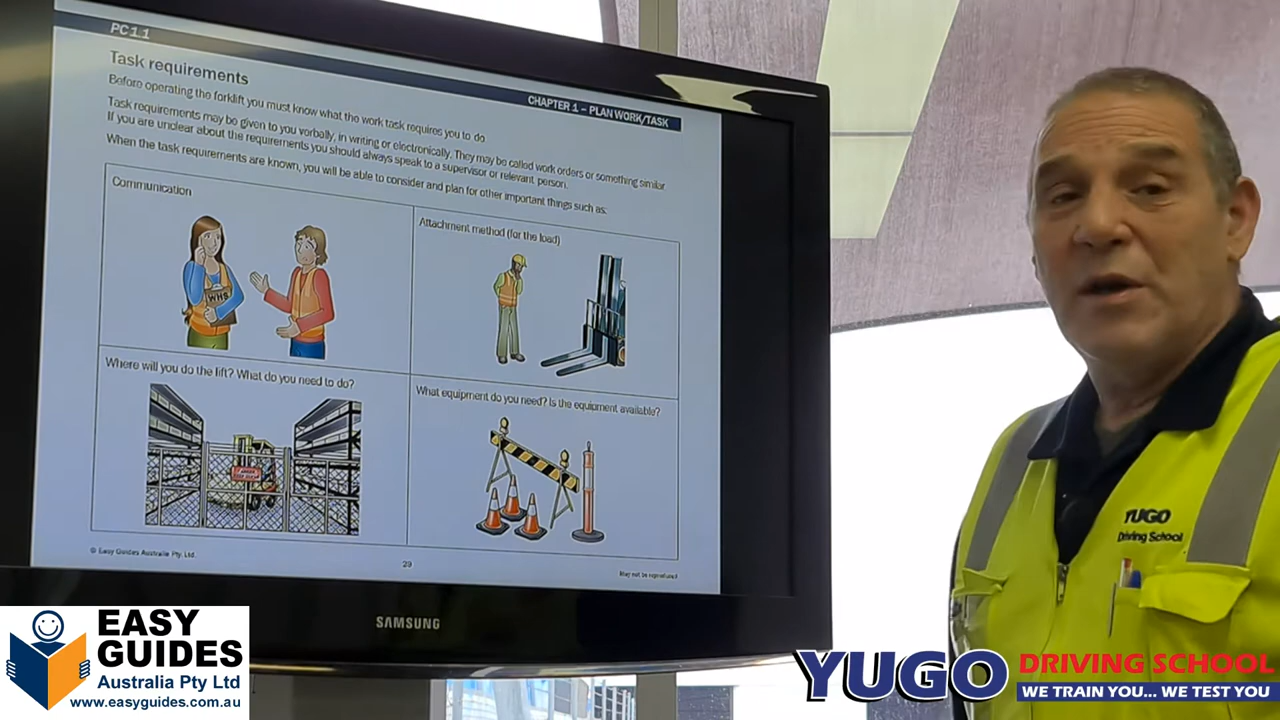 PC 1.1
CHAPTER 1 – PLAN WORK/TASK
Task requirements
Before operating the forklift you must know what the work task requires you to do
Task requirements may be given to you verbally, in writing or electronically. They may be called work orders or something similar
If you are unclear about the requirements you should always speak to a supervisor or relevant person.
When the task requirements are known, you will be able to consider and plan for other important things such as:
Communication
WHS
Attachment method (for the load)
Where will you do the lift? What do you need to do?
What equipment do you need? Is the equipment available?
© Easy Guides Australia Pty. Ltd.
29
May not be reproduced
SAMSUNG
YUGO
Driving School
EASY
GUIDES
Australia Pty Ltd
www.easyguides.com.au
YUGO DRIVING SCHOOL
WE TRAIN YOU... WE TEST YOU